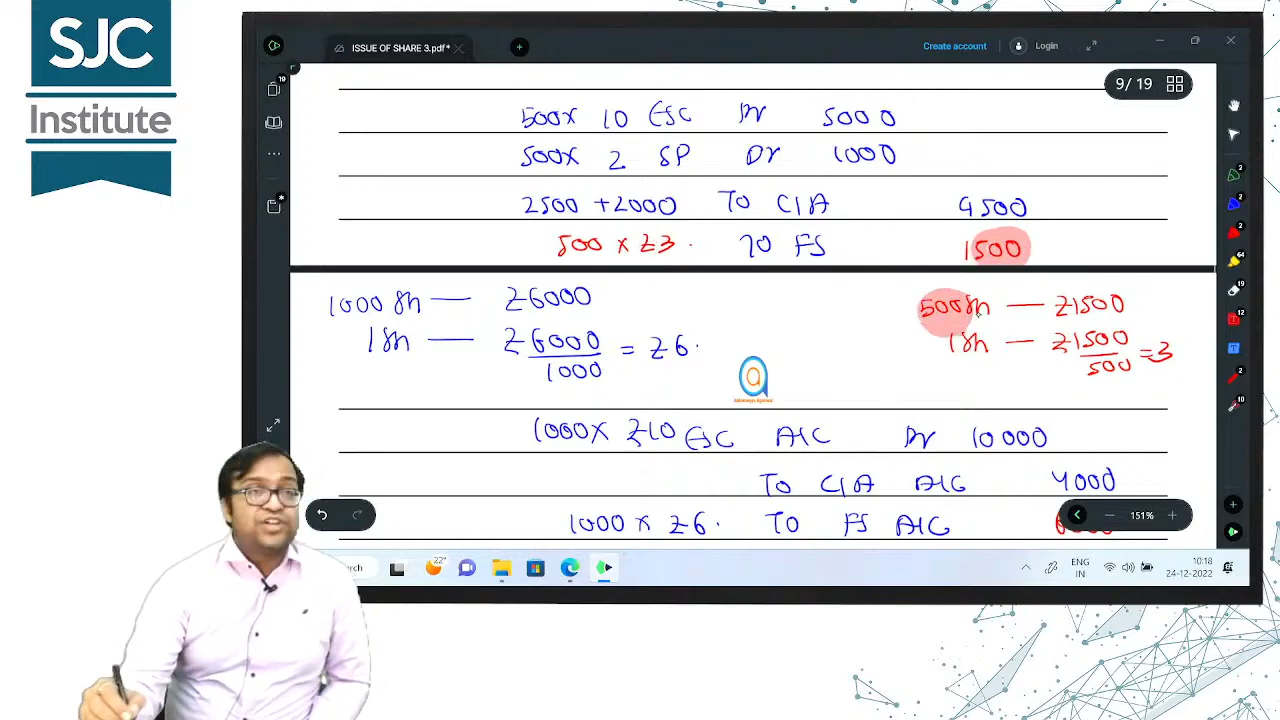 SJC
Institute
ISSUE OF SHARE 3.pdf*
Create account
Login
9 / 19
500x 10 ESC Dr 5000
500x 2 SP Dr 1000
2500 + 2000 To CIA 4500
500 x ₹3 . To FS 1500
1000 Sh — ₹6000
1 Sh — ₹6000/1000 = ₹6.
500 Sh — ₹1500
1 Sh — ₹1500/500 = 3
1000 x ₹10 ESC A/C Dr 10000
To CIA A/C 4000
1000 x ₹6. To FS A/C
151%
rch
22°
ENG
IN
10:18
24-12-2022